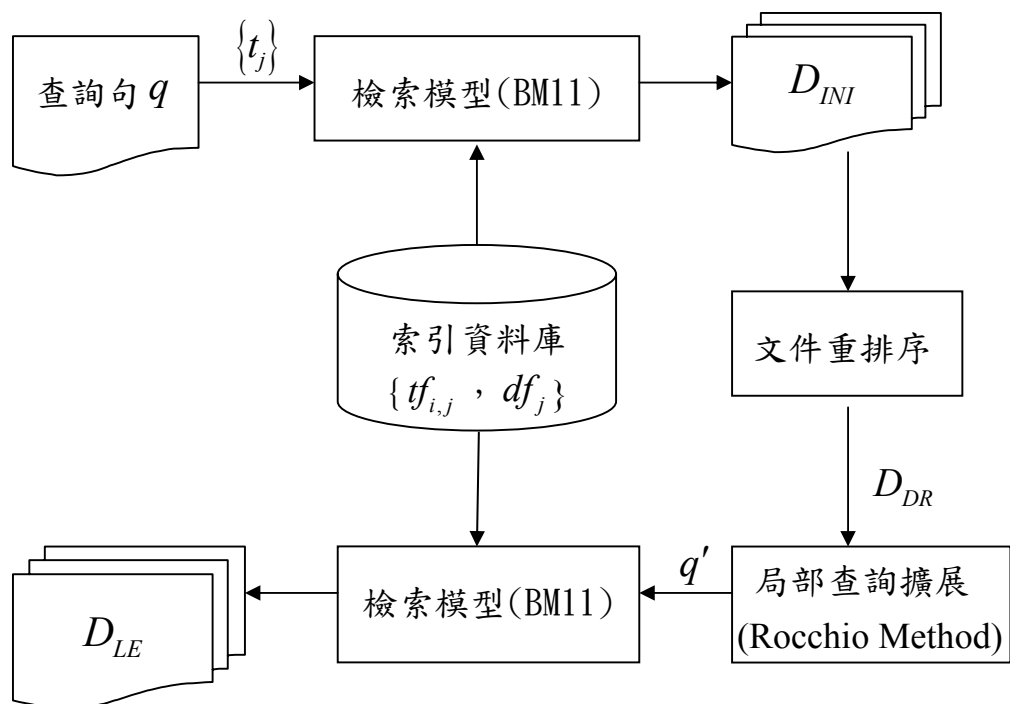 查詢句 q
{t_j}
檢索模型(BM11)
D_INI
索引資料庫
{ tf_i,j , df_j }
文件重排序
D_DR
局部查詢擴展
(Rocchio Method)
q′
檢索模型(BM11)
D_LE